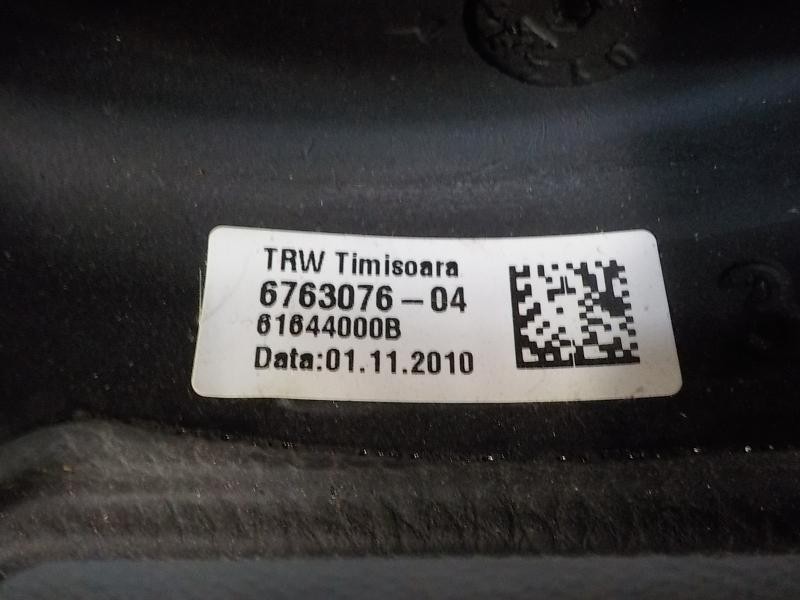 TRW Timisoara
6763076-04
61644000B
Data:01.11.2010